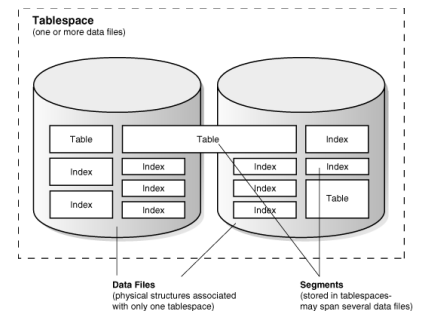 Tablespace
(one or more data files)
Table
Table
Index
Index
Index
Index
Index
Index
Index
Table
Index
Index
Index
Data Files
(physical structures associated
with only one tablespace)
Segments
(stored in tablespaces-
may span several data files)